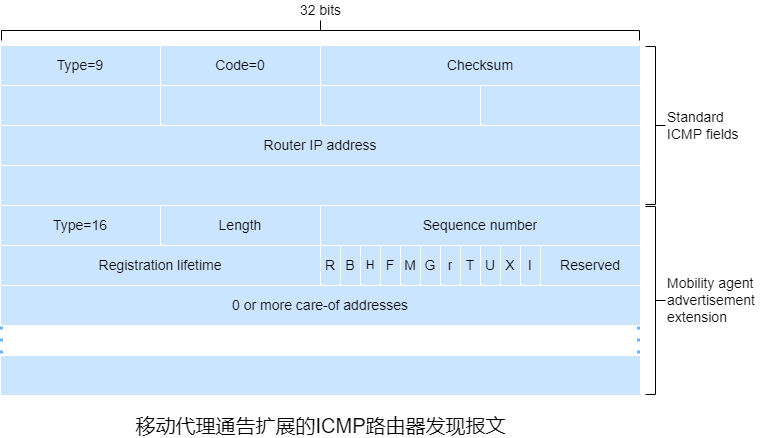 32 bits
Type=9 Code=0 Checksum
Standard
ICMP fields
Router IP address
Type=16 Length Sequence number
Registration lifetime R B H F M G r T U X I Reserved
Mobility agent
advertisement
extension
0 or more care-of addresses
移动代理通告扩展的ICMP路由器发现报文